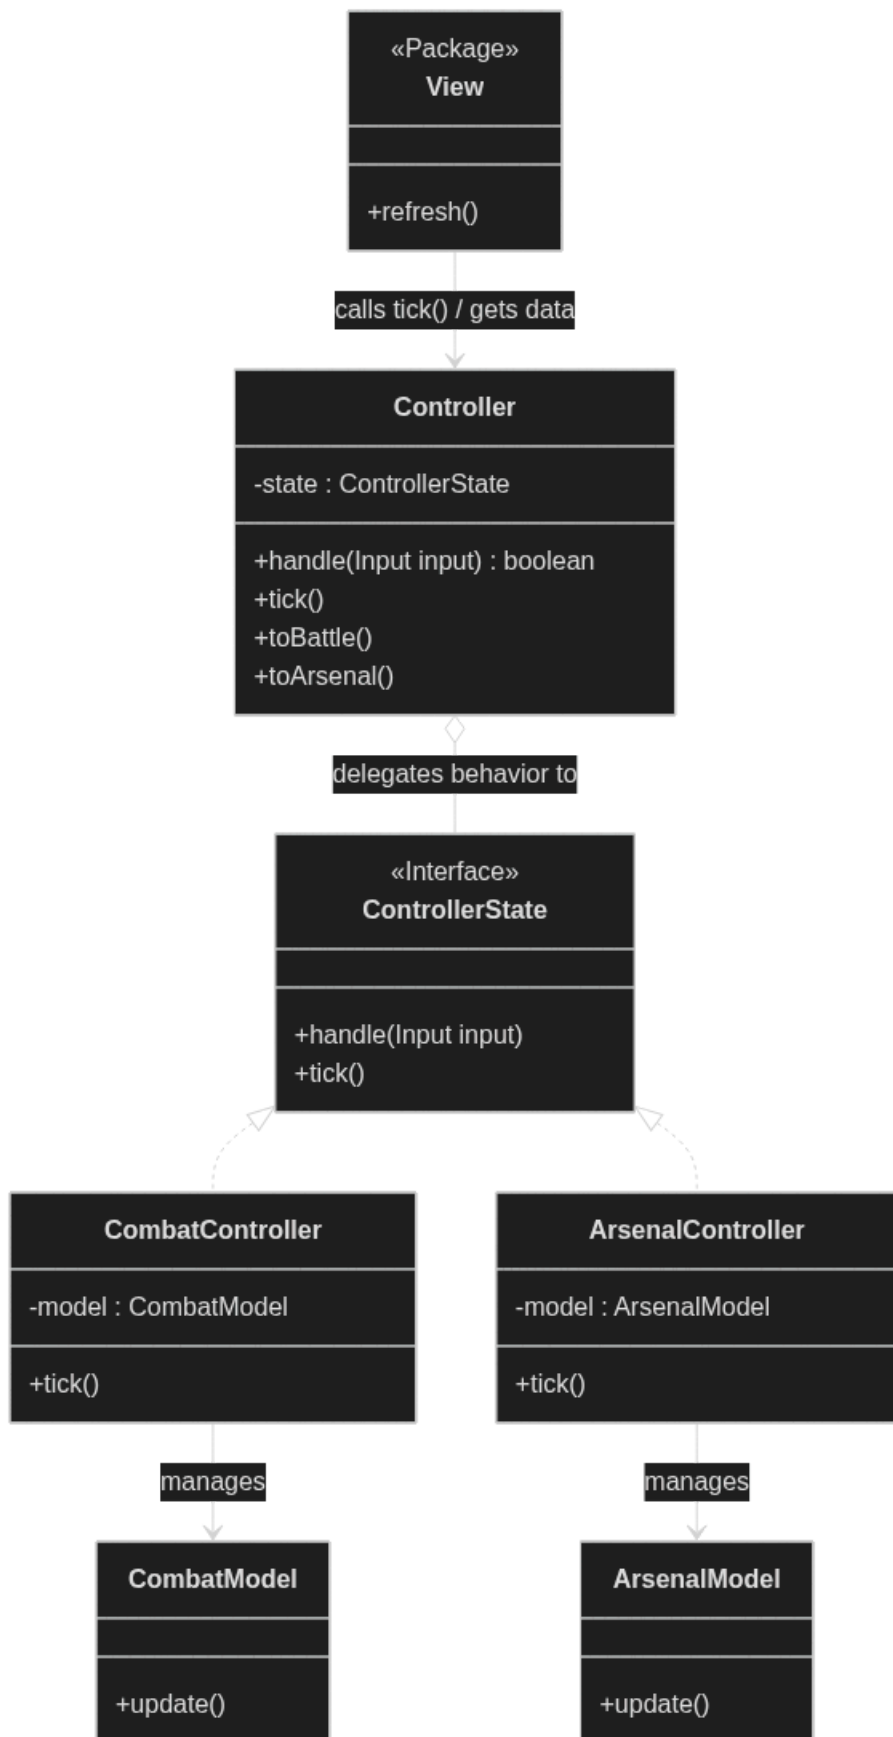 «Package»
View
+refresh()
calls tick() / gets data
Controller
-state : ControllerState
+handle(Input input) : boolean
+tick()
+toBattle()
+toArsenal()
delegates behavior to
«Interface»
ControllerState
+handle(Input input)
+tick()
CombatController
-model : CombatModel
+tick()
ArsenalController
-model : ArsenalModel
+tick()
manages
manages
CombatModel
+update()
ArsenalModel
+update()